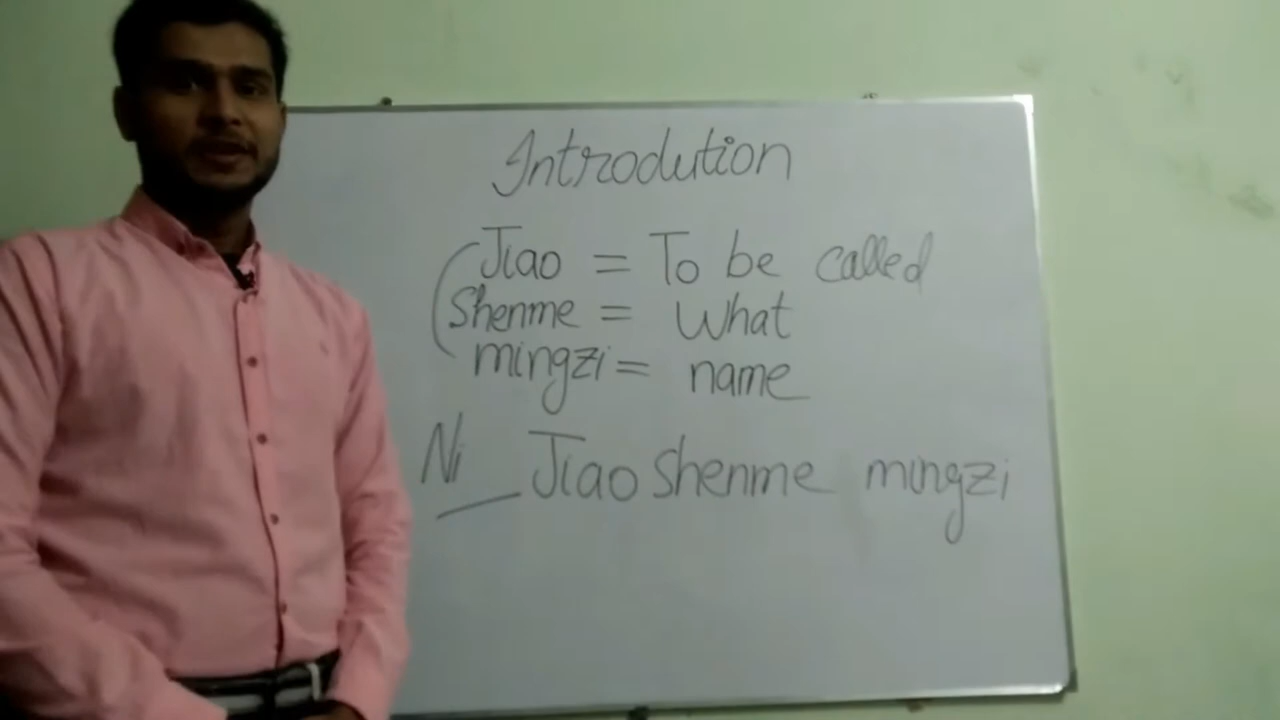 Introdution
Jiao = To be called
Shenme = What
mingzi = name
Ni Jiao Shenme mingzi